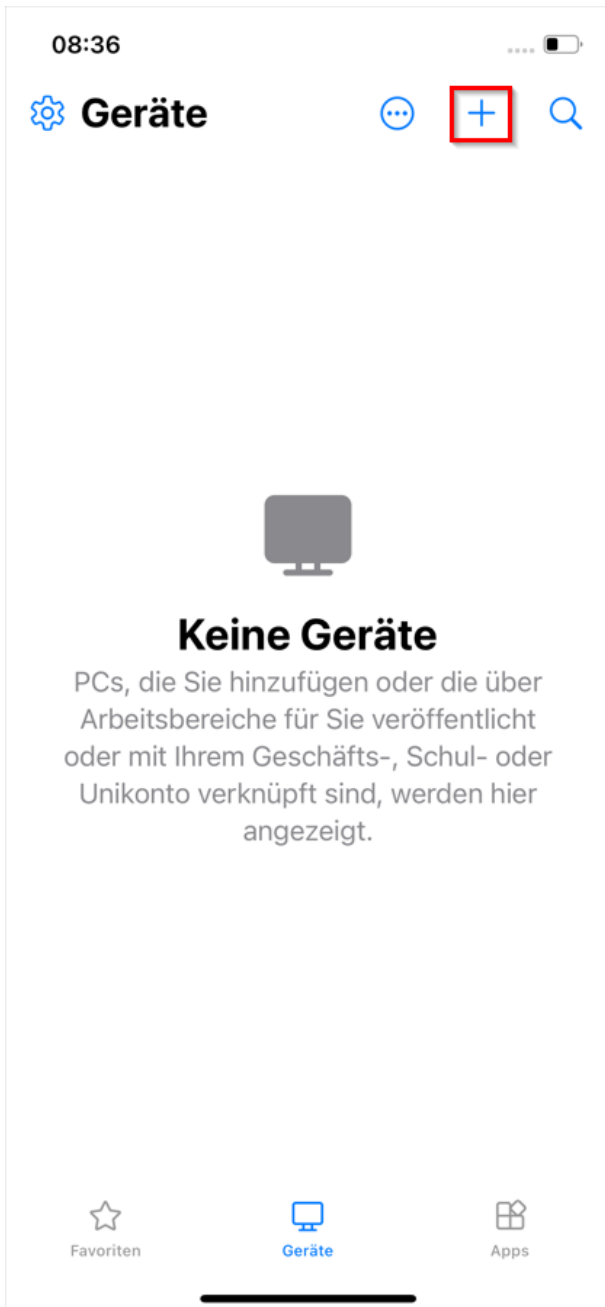 08:36
Geräte
Keine Geräte
PCs, die Sie hinzufügen oder die über
Arbeitsbereiche für Sie veröffentlicht
oder mit Ihrem Geschäfts-, Schul- oder
Unikonto verknüpft sind, werden hier
angezeigt.
Favoriten
Geräte
Apps